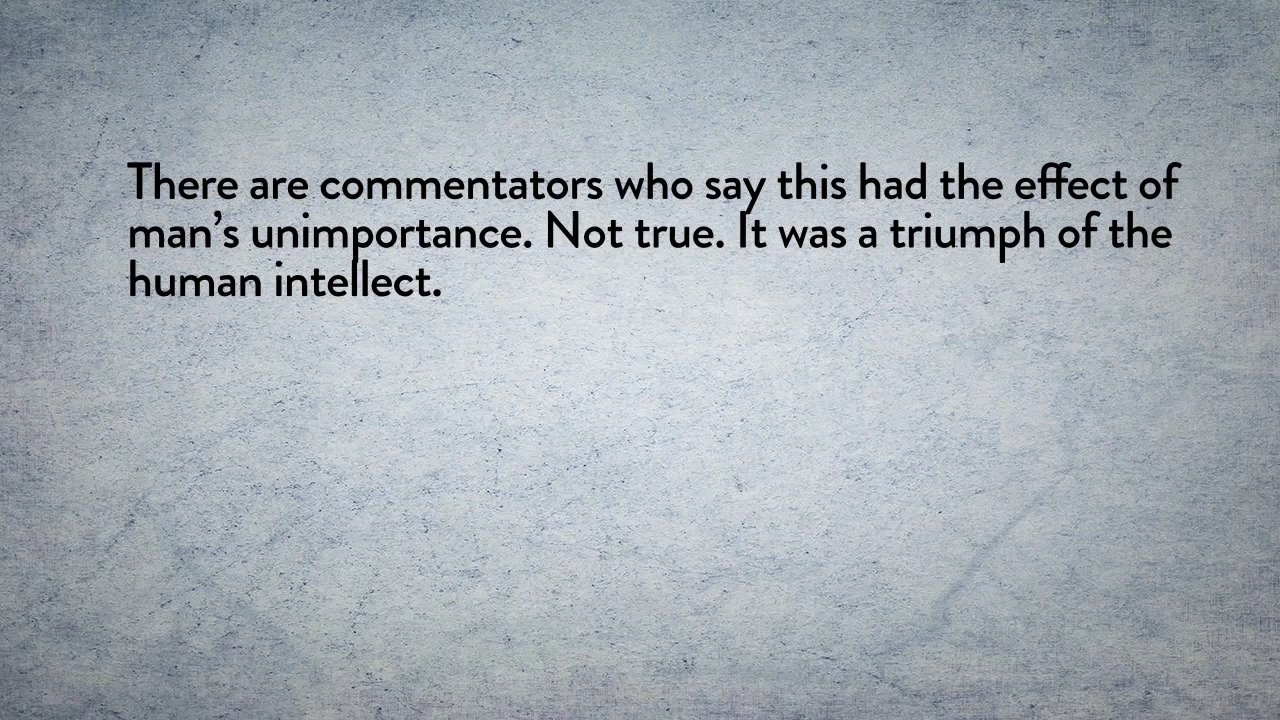 There are commentators who say this had the effect of
man’s unimportance. Not true. It was a triumph of the
human intellect.